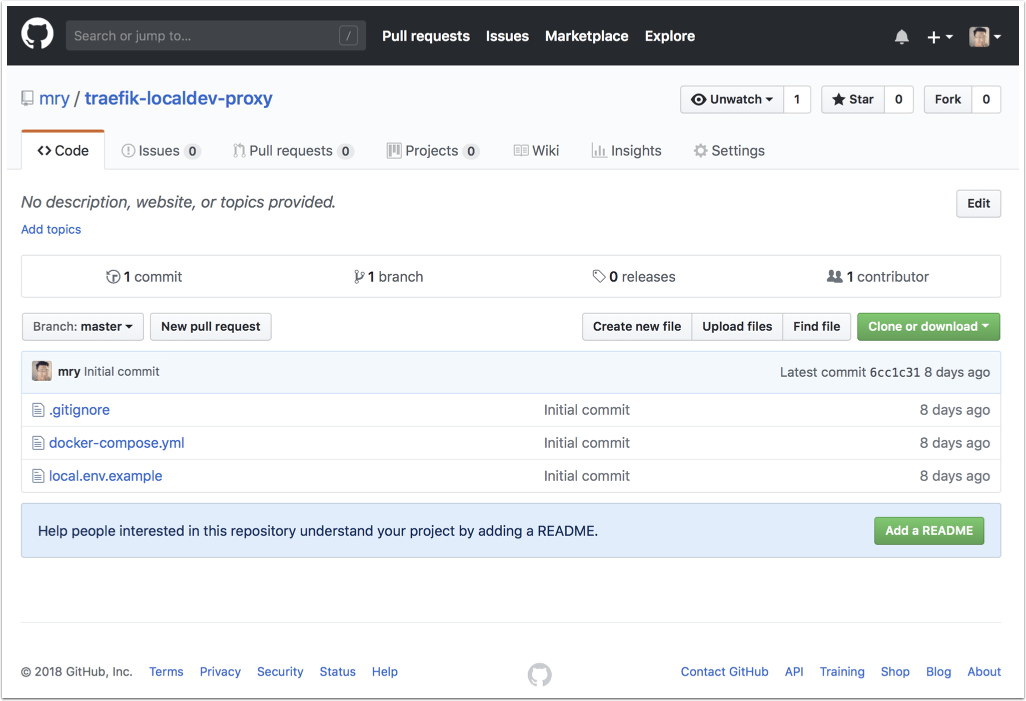 Search or jump to... / Pull requests Issues Marketplace Explore
mry / traefik-localdev-proxy Unwatch 1 Star 0 Fork 0
Code Issues 0 Pull requests 0 Projects 0 Wiki Insights Settings
No description, website, or topics provided. Edit
Add topics
1 commit 1 branch 0 releases 1 contributor
Branch: master New pull request Create new file Upload files Find file Clone or download
mry Initial commit Latest commit 6cc1c31 8 days ago
.gitignore Initial commit 8 days ago
docker-compose.yml Initial commit 8 days ago
local.env.example Initial commit 8 days ago
Help people interested in this repository understand your project by adding a README. Add a README
© 2018 GitHub, Inc. Terms Privacy Security Status Help Contact GitHub API Training Shop Blog About